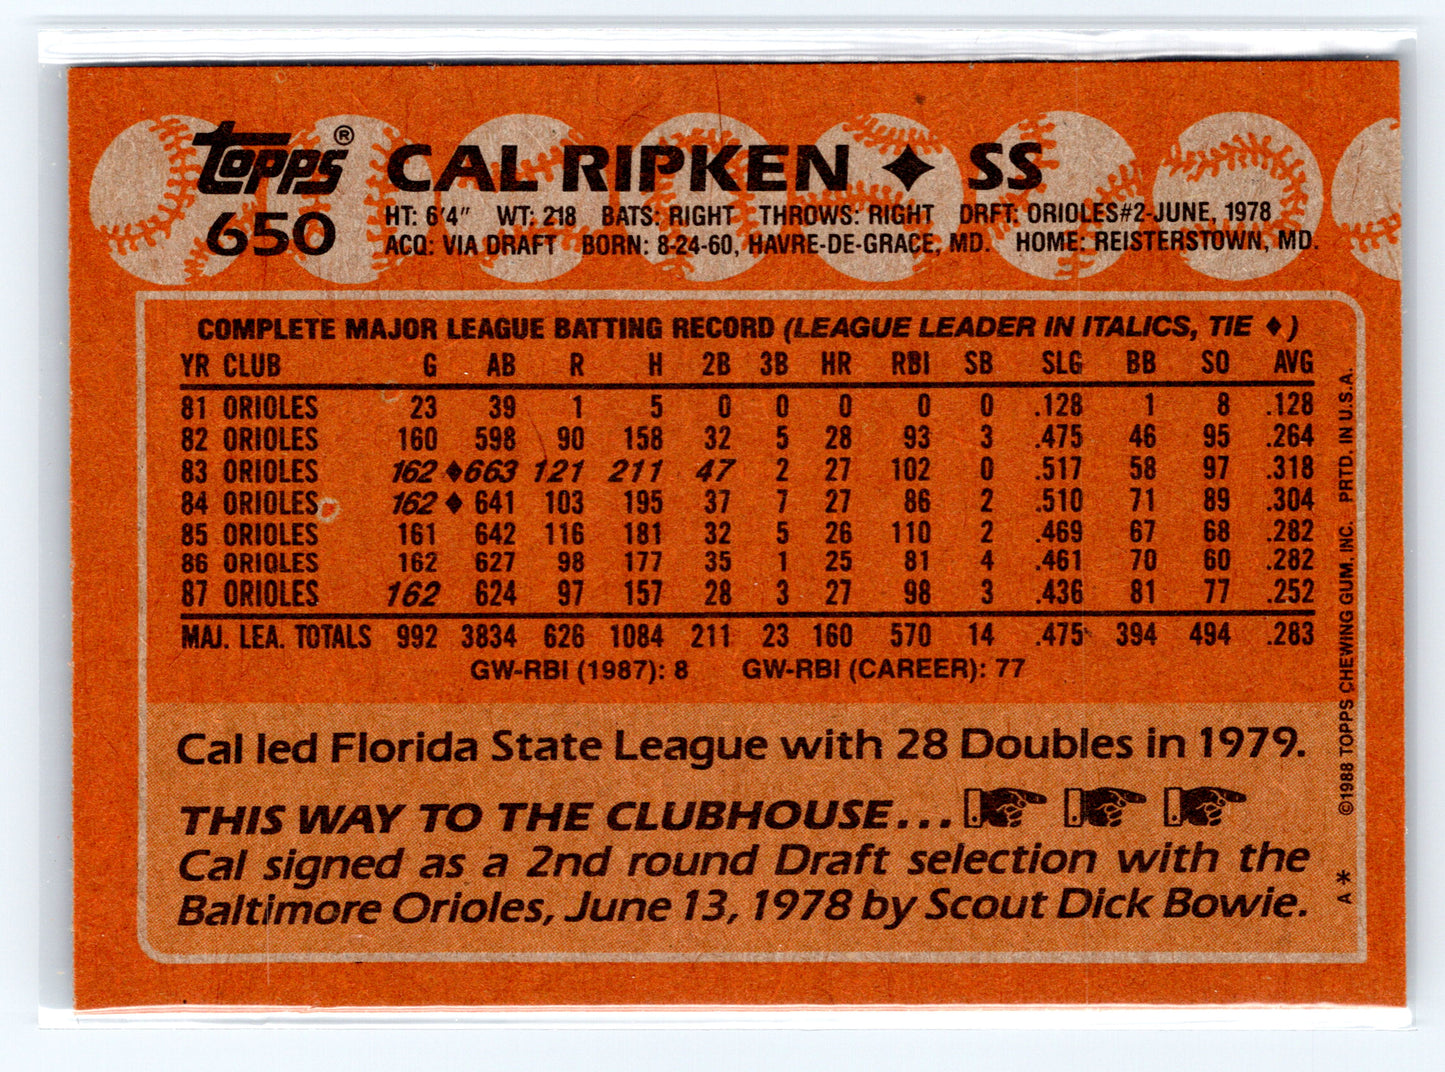 topps® CAL RIPKEN ♦ SS
650 HT: 6'4" WT: 218 BATS: RIGHT THROWS: RIGHT DRFT: ORIOLES#2-JUNE, 1978
ACQ: VIA DRAFT BORN: 8-24-60, HAVRE-DE-GRACE, MD. HOME: REISTERSTOWN, MD.
COMPLETE MAJOR LEAGUE BATTING RECORD (LEAGUE LEADER IN ITALICS, TIE ♦)
YR CLUB G AB R H 2B 3B HR RBI SB SLG BB SO AVG
81 ORIOLES 23 39 1 5 0 0 0 0 0 .128 1 8 .128
82 ORIOLES 160 598 90 158 32 5 28 93 3 .475 46 95 .264
83 ORIOLES 162 ♦663 121 211 47 2 27 102 0 .517 58 97 .318
84 ORIOLES 162 ♦ 641 103 195 37 7 27 86 2 .510 71 89 .304
85 ORIOLES 161 642 116 181 32 5 26 110 2 .469 67 68 .282
86 ORIOLES 162 627 98 177 35 1 25 81 4 .461 70 60 .282
87 ORIOLES 162 624 97 157 28 3 27 98 3 .436 81 77 .252
MAJ. LEA. TOTALS 992 3834 626 1084 211 23 160 570 14 .475 394 494 .283
GW-RBI (1987): 8 GW-RBI (CAREER): 77
Cal led Florida State League with 28 Doubles in 1979.
THIS WAY TO THE CLUBHOUSE...
Cal signed as a 2nd round Draft selection with the
Baltimore Orioles, June 13, 1978 by Scout Dick Bowie.
A* ©1988 TOPPS CHEWING GUM, INC. PRTD. IN U.S.A.